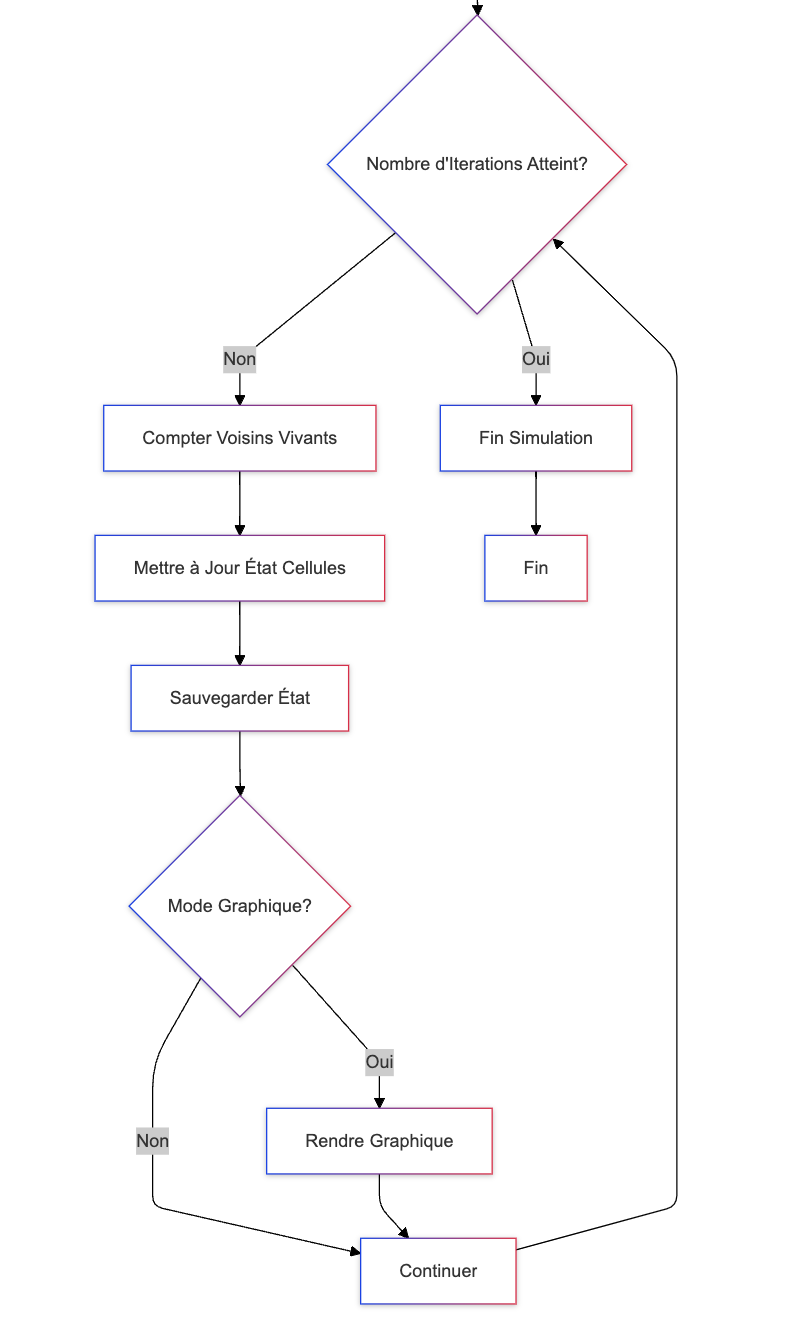 Nombre d'Iterations Atteint?
Non
Oui
Compter Voisins Vivants
Fin Simulation
Mettre à Jour État Cellules
Fin
Sauvegarder État
Mode Graphique?
Oui
Non
Rendre Graphique
Continuer